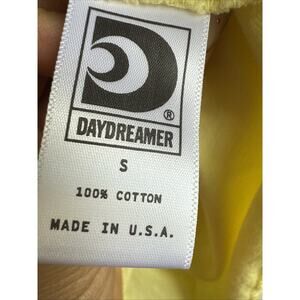 ®
DAYDREAMER
S
100% COTTON
MADE IN U.S.A.